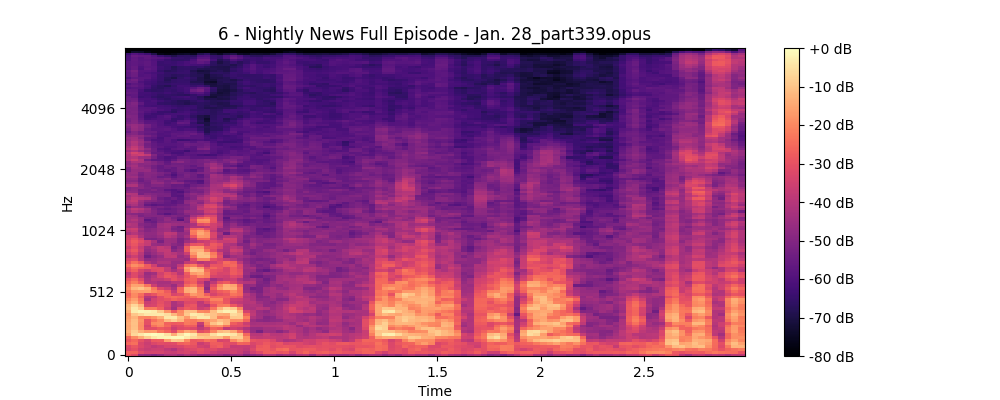 6 - Nightly News Full Episode - Jan. 28_part339.opus
+0 dB
-10 dB
-20 dB
-30 dB
-40 dB
-50 dB
-60 dB
-70 dB
-80 dB
4096
2048
1024
512
0
Hz
0
0.5
1
1.5
2
2.5
Time